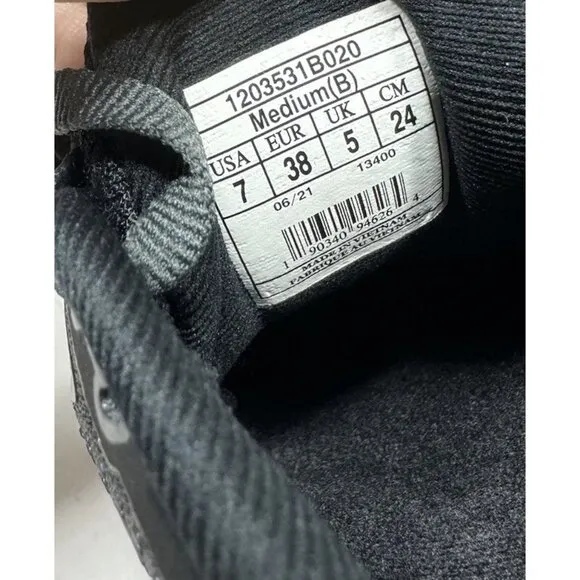 1203531B020
Medium(B)
USA EUR UK CM
7 38 5 24
06/21 13400
1 90340 94626 4
MADE IN VIETNAM
FABRIQUE AU VIETNAM